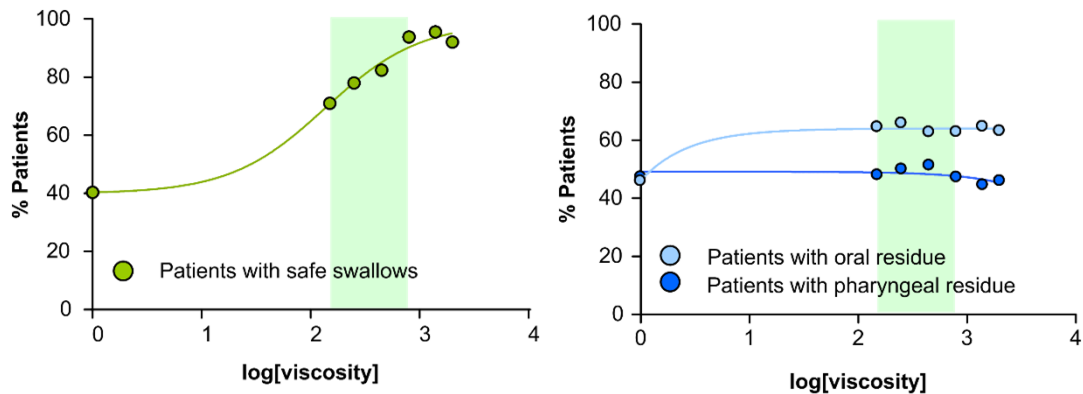 100
80
60
40
20
0
% Patients
Patients with safe swallows
0 1 2 3 4
log[viscosity]
100
80
60
40
20
0
% Patients
Patients with oral residue
Patients with pharyngeal residue
0 1 2 3 4
log[viscosity]